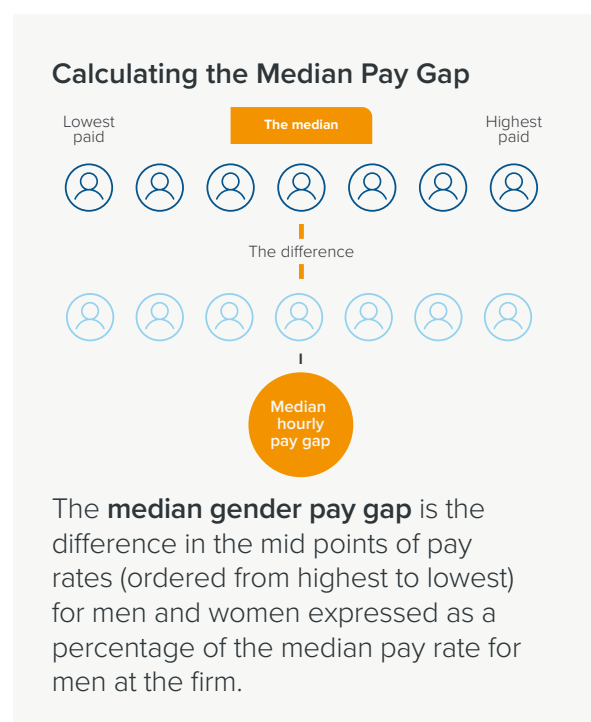 Calculating the Median Pay Gap
Lowest
paid
The median
Highest
paid
The difference
Median
hourly
pay gap
The median gender pay gap is the
difference in the mid points of pay
rates (ordered from highest to lowest)
for men and women expressed as a
percentage of the median pay rate for
men at the firm.